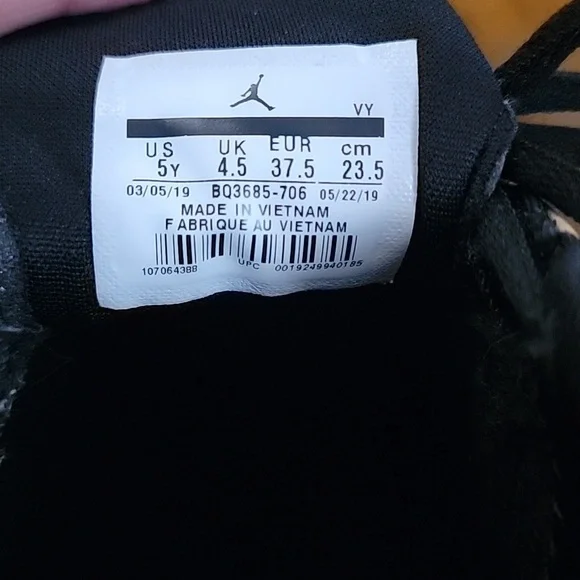 VY
US UK EUR cm
5Y 4.5 37.5 23.5
03/05/19 BQ3685-706 05/22/19
MADE IN VIETNAM
FABRIQUE AU VIETNAM
107064388 UPC 0019249940185